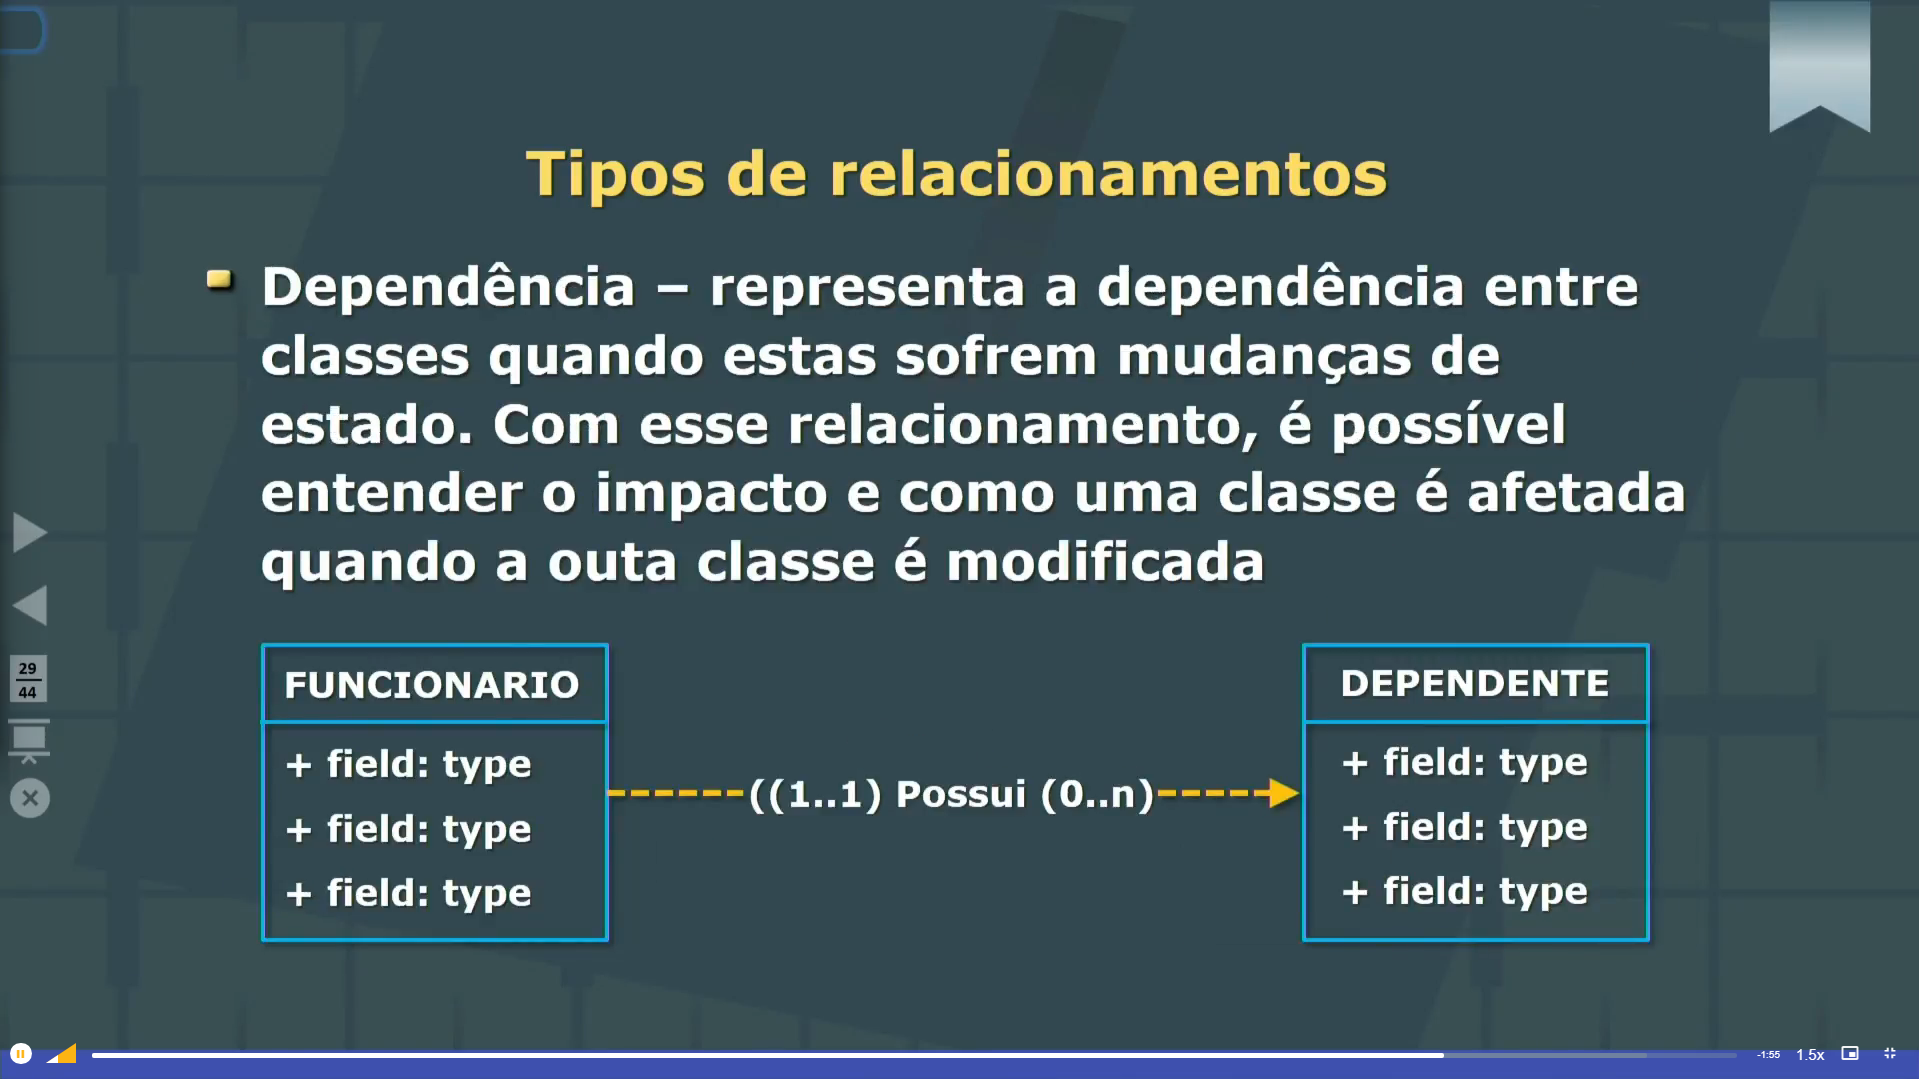 Tipos de relacionamentos
Dependência – representa a dependência entre
classes quando estas sofrem mudanças de
estado. Com esse relacionamento, é possível
entender o impacto e como uma classe é afetada
quando a outa classe é modificada
29
44
FUNCIONARIO
+ field: type
+ field: type
+ field: type
((1..1) Possui (0..n)
DEPENDENTE
+ field: type
+ field: type
+ field: type
-1:55
1.5x